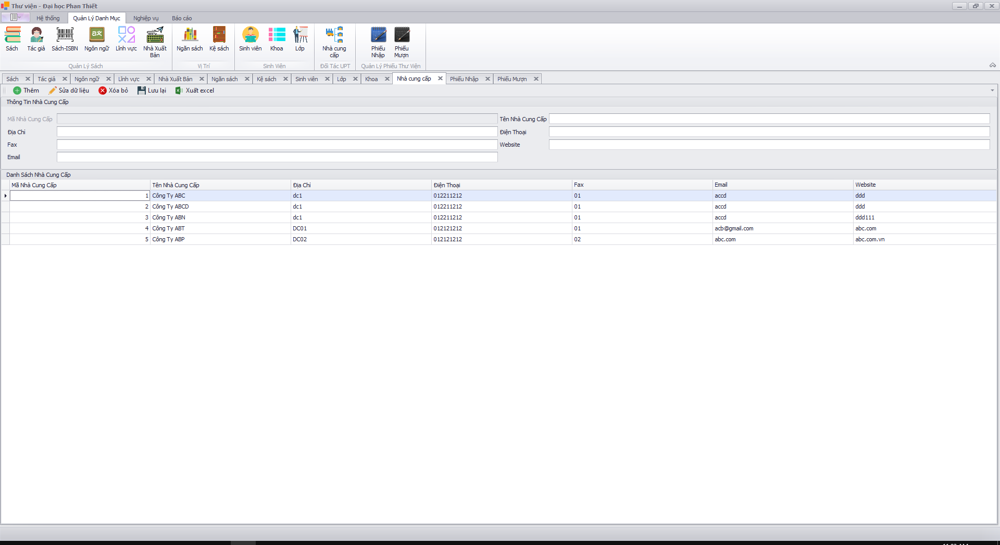 Thư viện - Đại học Phan Thiết
Hệ thống Quản Lý Danh Mục Nghiệp vụ Báo cáo
Sách Tác giả Sách-ISBN Ngôn ngữ Lĩnh vực Nhà Xuất Bản Ngăn sách Kệ sách Sinh viên Khoa Lớp Nhà cung cấp Phiếu Nhập Phiếu Mượn
Quản Lý Sách Vị Trí Sinh Viên Đối Tác UPT Quản Lý Phiếu Thư Viện
Sách Tác giả Ngôn ngữ Lĩnh vực Nhà Xuất Bản Ngăn sách Kệ sách Sinh viên Lớp Khoa Nhà cung cấp Phiếu Nhập Phiếu Mượn
Thêm Sửa dữ liệu Xóa bỏ Lưu lại Xuất excel
Thông Tin Nhà Cung Cấp
Mã Nhà Cung Cấp Tên Nhà Cung Cấp
Địa Chỉ Điện Thoại
Fax Website
Email
Danh Sách Nhà Cung Cấp
Mã Nhà Cung Cấp Tên Nhà Cung Cấp Địa Chỉ Điện Thoại Fax Email Website
1 Công Ty ABC dc1 012211212 01 accd ddd
2 Công Ty ABCD dc1 012211212 01 accd ddd
3 Công Ty ABN dc1 012211212 01 accd ddd111
4 Công Ty ABT DC01 012121212 01 acb@gmail.com abc.com
5 Công Ty ABP DC02 012121212 02 abc.com abc.com.vn